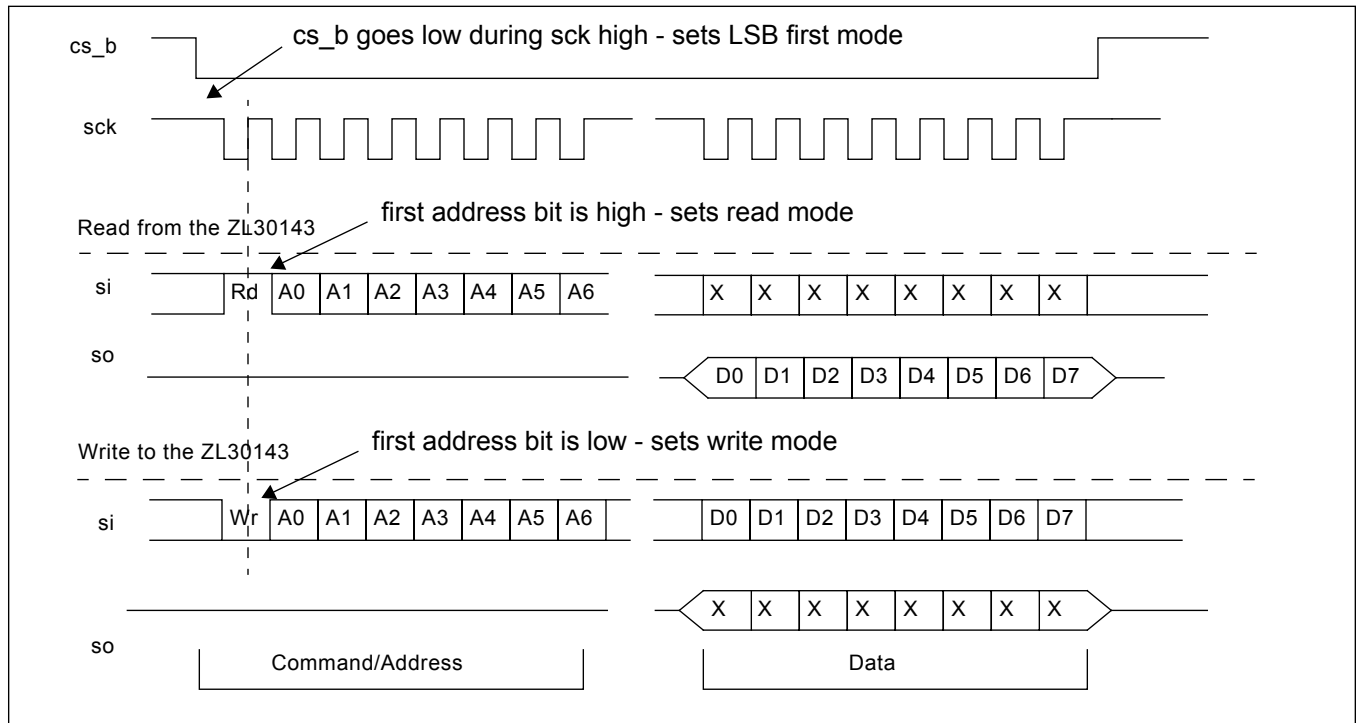 cs_b
cs_b goes low during sck high - sets LSB first mode
sck
first address bit is high - sets read mode
Read from the ZL30143
si
Rd A0 A1 A2 A3 A4 A5 A6
X X X X X X X X
so
D0 D1 D2 D3 D4 D5 D6 D7
first address bit is low - sets write mode
Write to the ZL30143
si
Wr A0 A1 A2 A3 A4 A5 A6
D0 D1 D2 D3 D4 D5 D6 D7
X X X X X X X X
so
Command/Address
Data